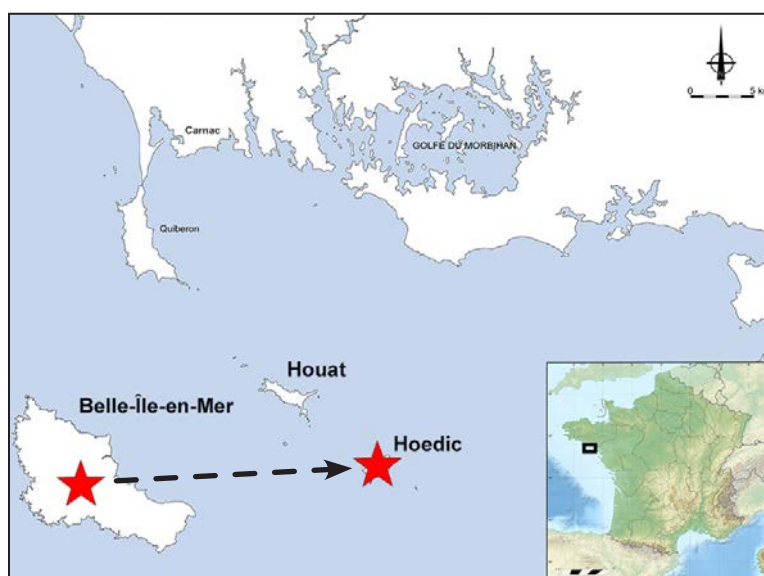 0 5 km
Carnac
GOLFE DU MORBIHAN
Quiberon
Houat
Belle-Île-en-Mer
Hoedic